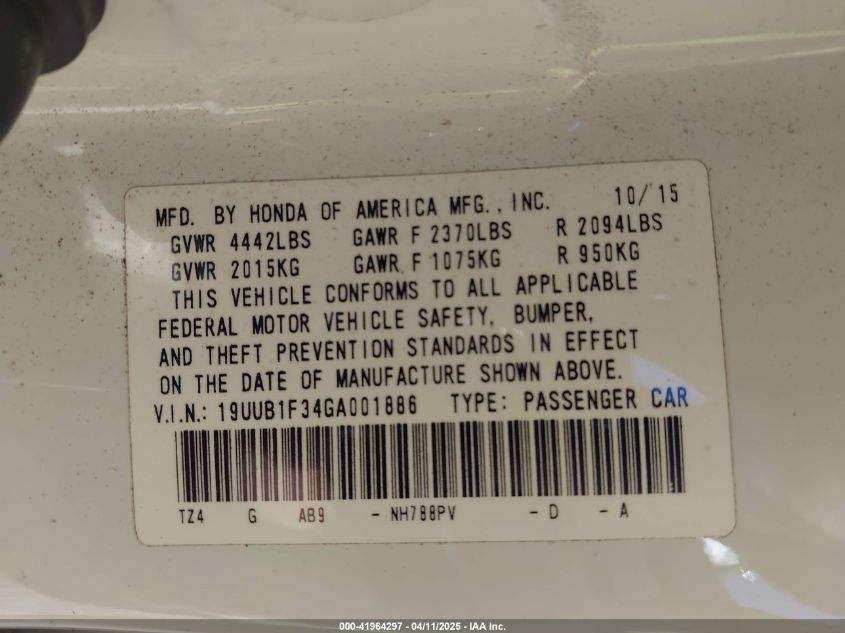 MFD. BY HONDA OF AMERICA MFG., INC. 10/15
GVWR 4442LBS GAWR F 2370LBS R 2094LBS
GVWR 2015KG GAWR F 1075KG R 950KG
THIS VEHICLE CONFORMS TO ALL APPLICABLE
FEDERAL MOTOR VEHICLE SAFETY, BUMPER,
AND THEFT PREVENTION STANDARDS IN EFFECT
ON THE DATE OF MANUFACTURE SHOWN ABOVE.
V.I.N.: 19UUB1F34GA001886 TYPE: PASSENGER CAR
TZ4 G AB9 - NH788PV - D - A
000-41964297 - 04/11/2025 - IAA Inc.